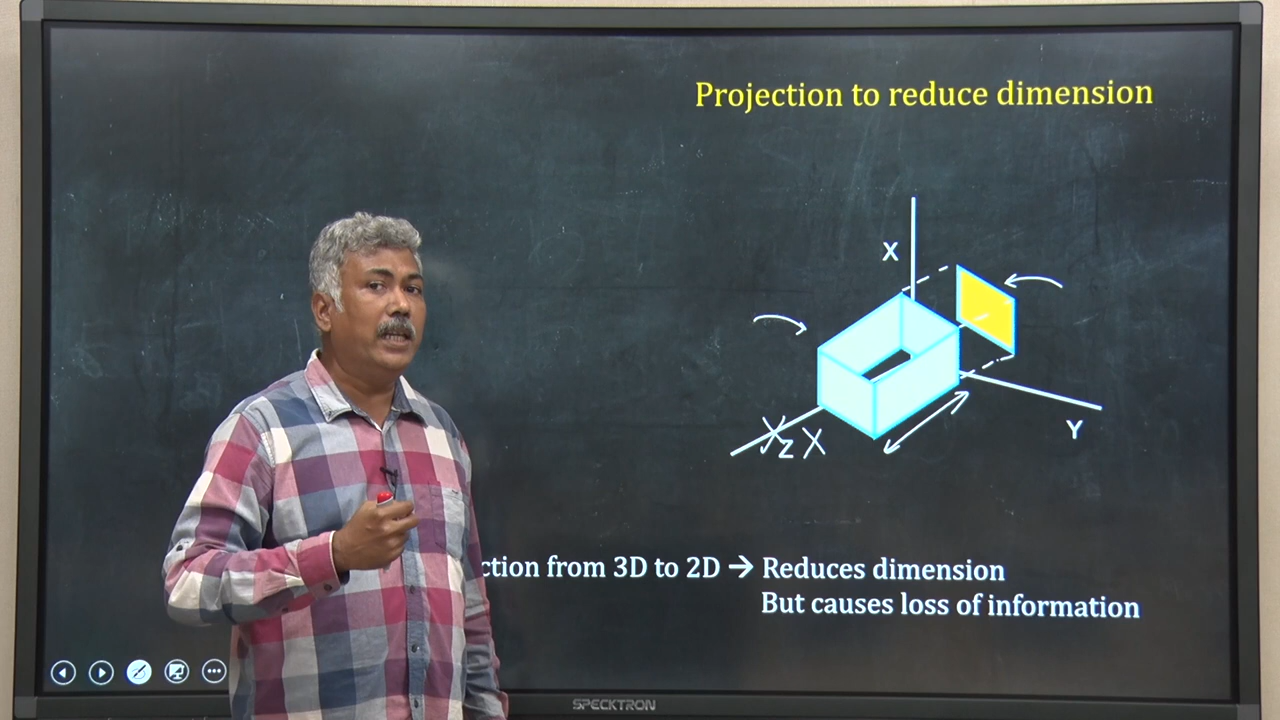 Projection to reduce dimension
X
Y
Z X
ction from 3D to 2D → Reduces dimension
But causes loss of information
SPECKTRON